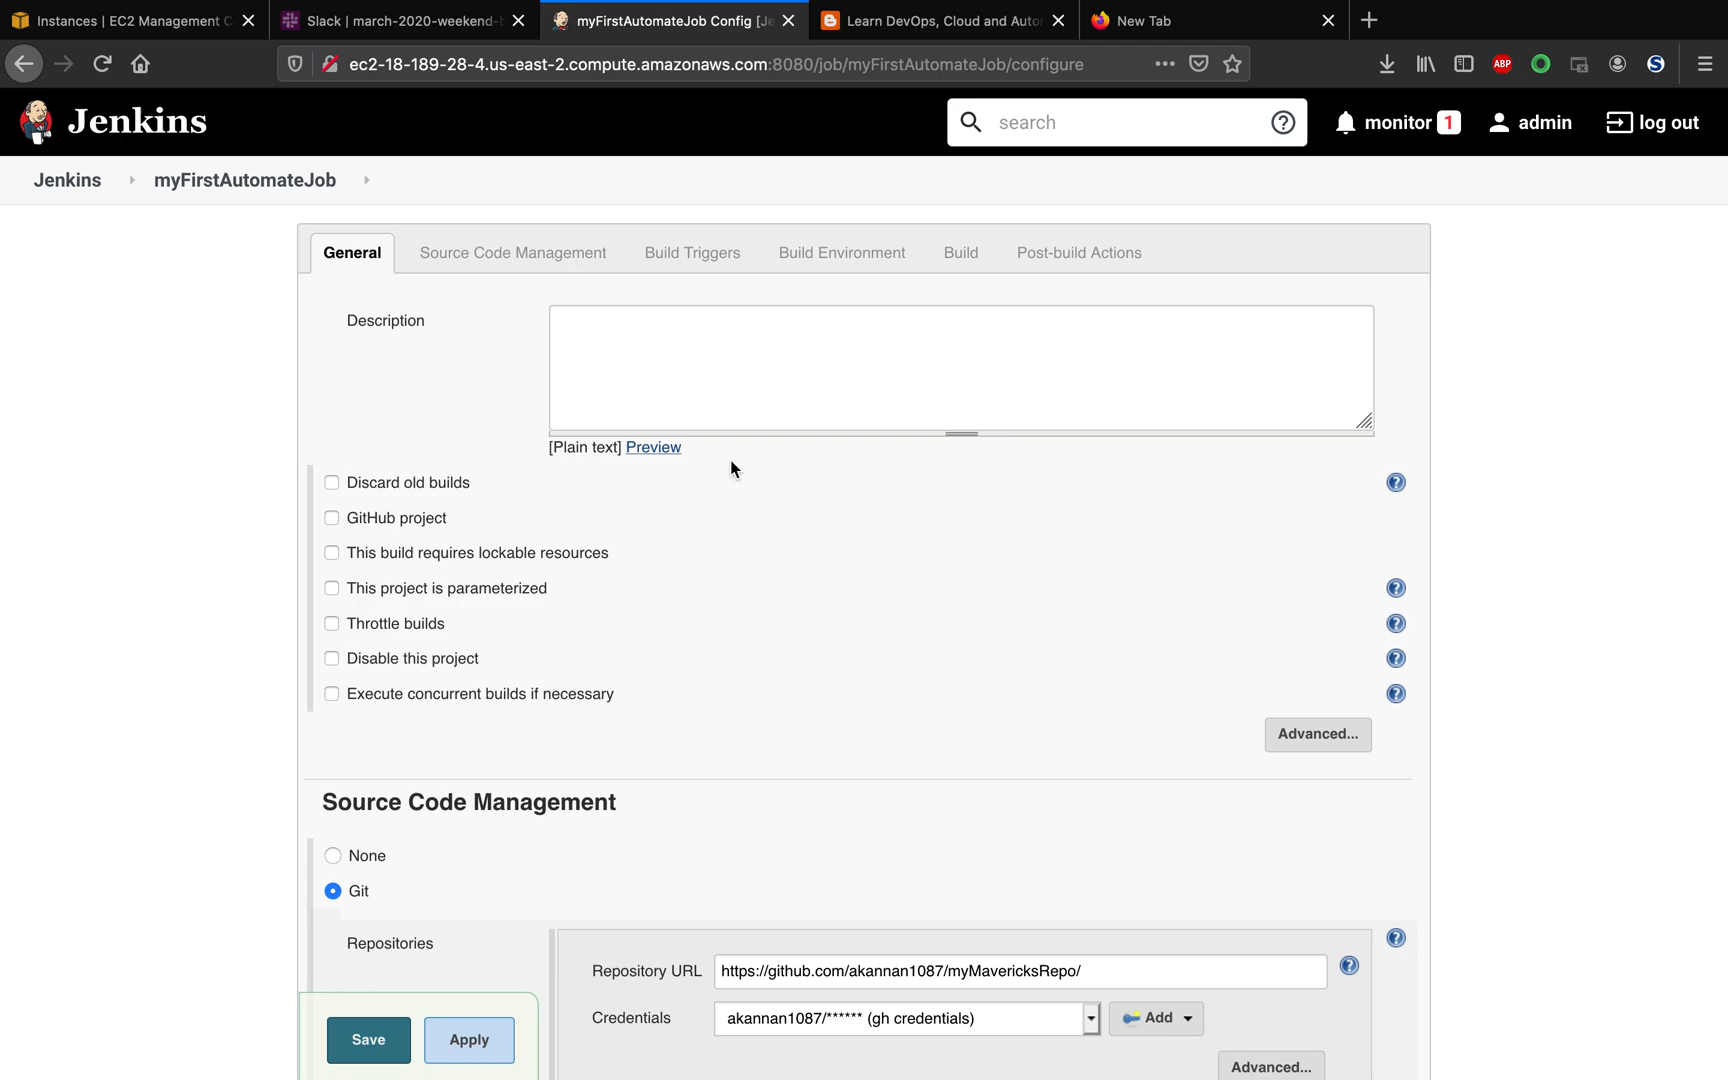 Instances | EC2 Management C
Slack | march-2020-weekend-b
myFirstAutomateJob Config [Je
Learn DevOps, Cloud and Auto
New Tab
ec2-18-189-28-4.us-east-2.compute.amazonaws.com:8080/job/myFirstAutomateJob/configure
ABP
S
Jenkins
search
monitor 1
admin
log out
Jenkins
myFirstAutomateJob
General
Source Code Management
Build Triggers
Build Environment
Build
Post-build Actions
Description
[Plain text] Preview
Discard old builds
GitHub project
This build requires lockable resources
This project is parameterized
Throttle builds
Disable this project
Execute concurrent builds if necessary
Advanced...
Source Code Management
None
Git
Repositories
Repository URL https://github.com/akannan1087/myMavericksRepo/
Credentials akannan1087/****** (gh credentials) Add
Save Apply
Advanced...